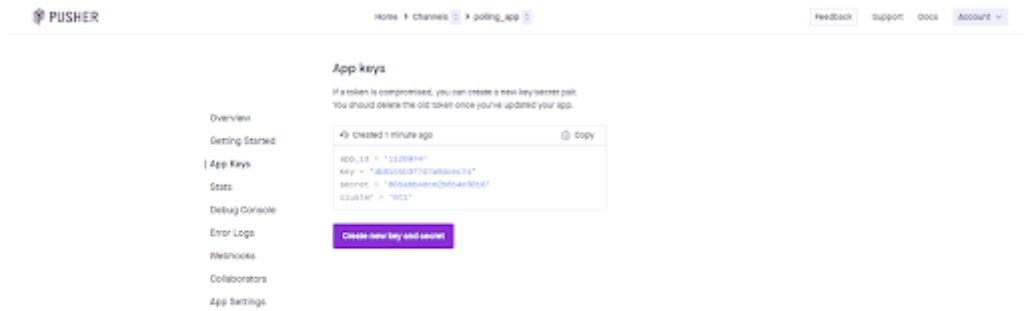 PUSHER
Home Channels polling_app
Feedback Support Docs Account
App keys
If a token is compromised, you can create a new key/secret pair.
You should delete the old token once you've updated your app.
Overview
Getting Started
App Keys
Stats
Debug Console
Error Logs
Webhooks
Collaborators
App Settings
Created 1 minute ago Copy
app_id =
key =
secret =
cluster = "mt1"
Create new key and secret